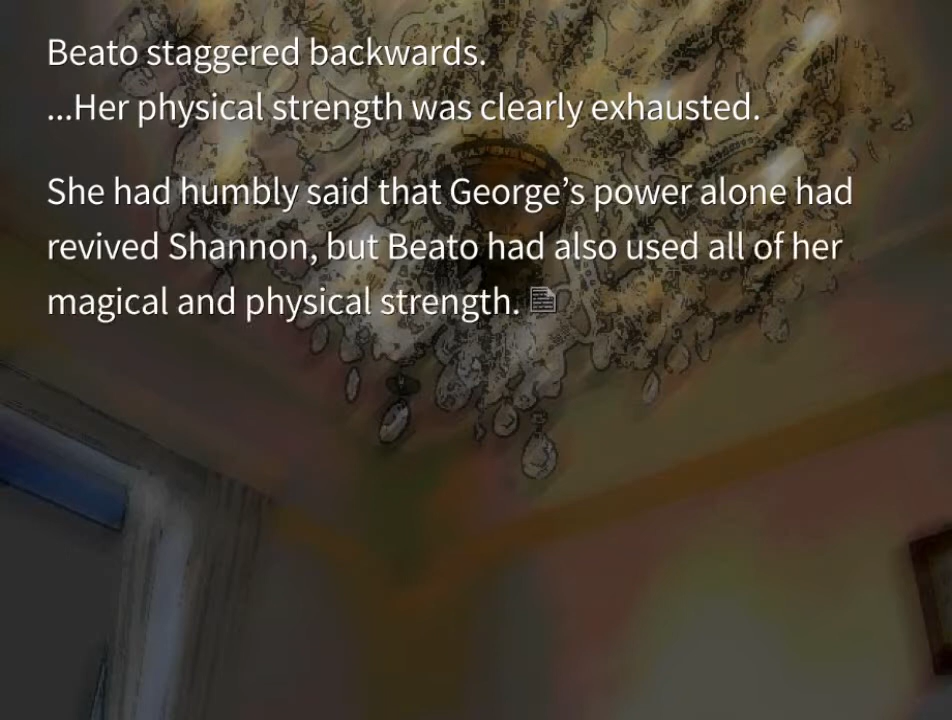 Beato staggered backwards.
...Her physical strength was clearly exhausted.
She had humbly said that George’s power alone had
revived Shannon, but Beato had also used all of her
magical and physical strength.